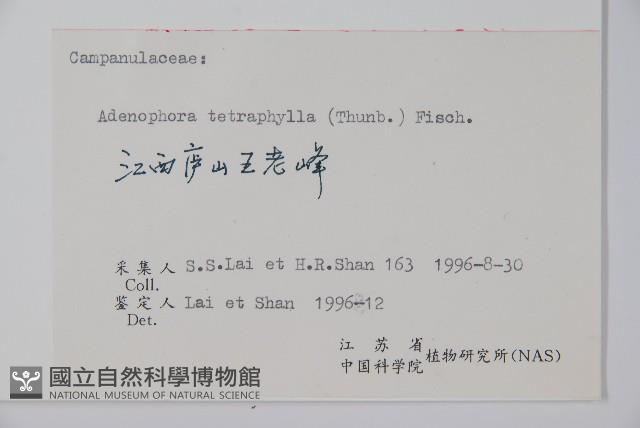 Campanulaceae:
Adenophora tetraphylla (Thunb.) Fisch.
江西庐山五老峰
采集人 S.S.Lai et H.R.Shan 163 1996-8-30
Coll.
鉴定人 Lai et Shan 1996-12
Det.
江苏省
中国科学院 植物研究所(NAS)
國立自然科學博物館
NATIONAL MUSEUM OF NATURAL SCIENCE